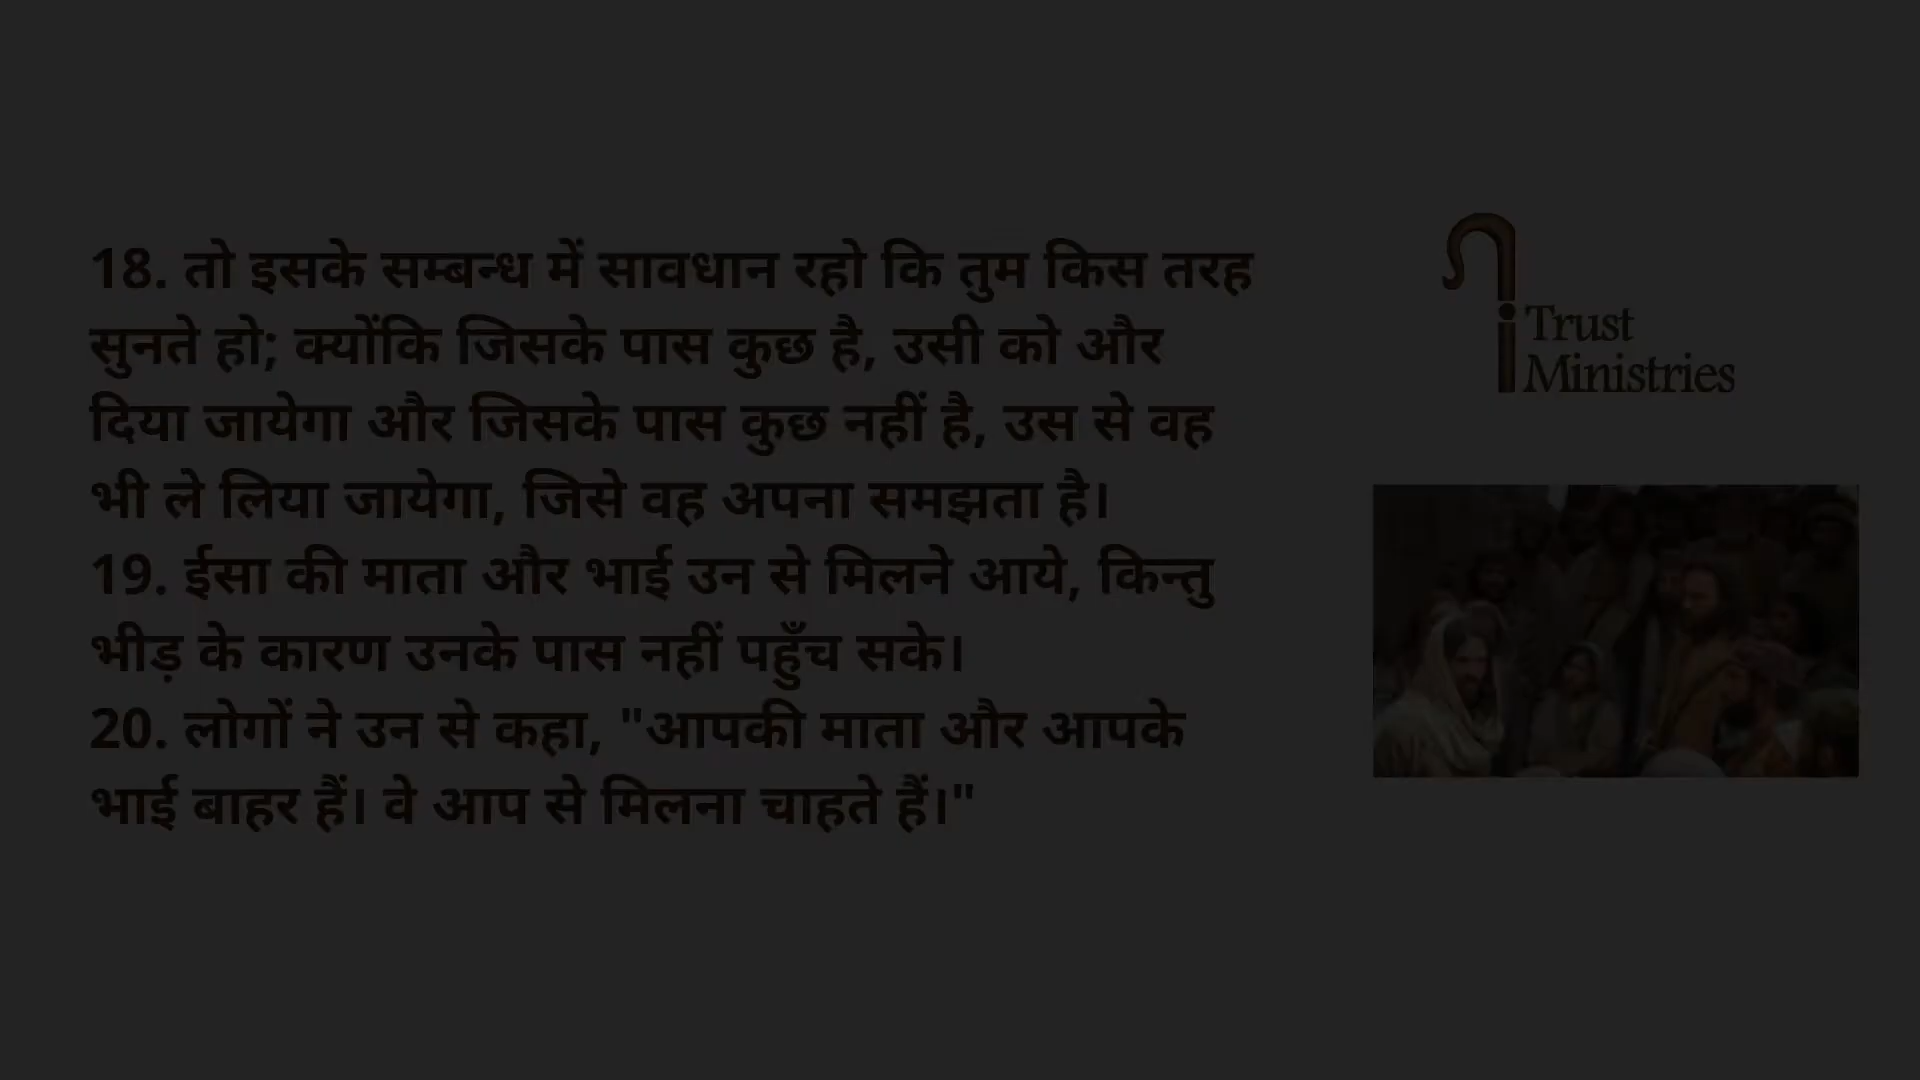 18. तो इसके सम्बन्ध में सावधान रहो कि तुम किस तरह
सुनते हो; क्योंकि जिसके पास कुछ है, उसी को और
दिया जायेगा और जिसके पास कुछ नहीं है, उस से वह
भी ले लिया जायेगा, जिसे वह अपना समझता है।
19. ईसा की माता और भाई उन से मिलने आये, किन्तु
भीड़ के कारण उनके पास नहीं पहुँच सके।
20. लोगों ने उन से कहा, "आपकी माता और आपके
भाई बाहर हैं। वे आप से मिलना चाहते हैं।"
i Trust
Ministries